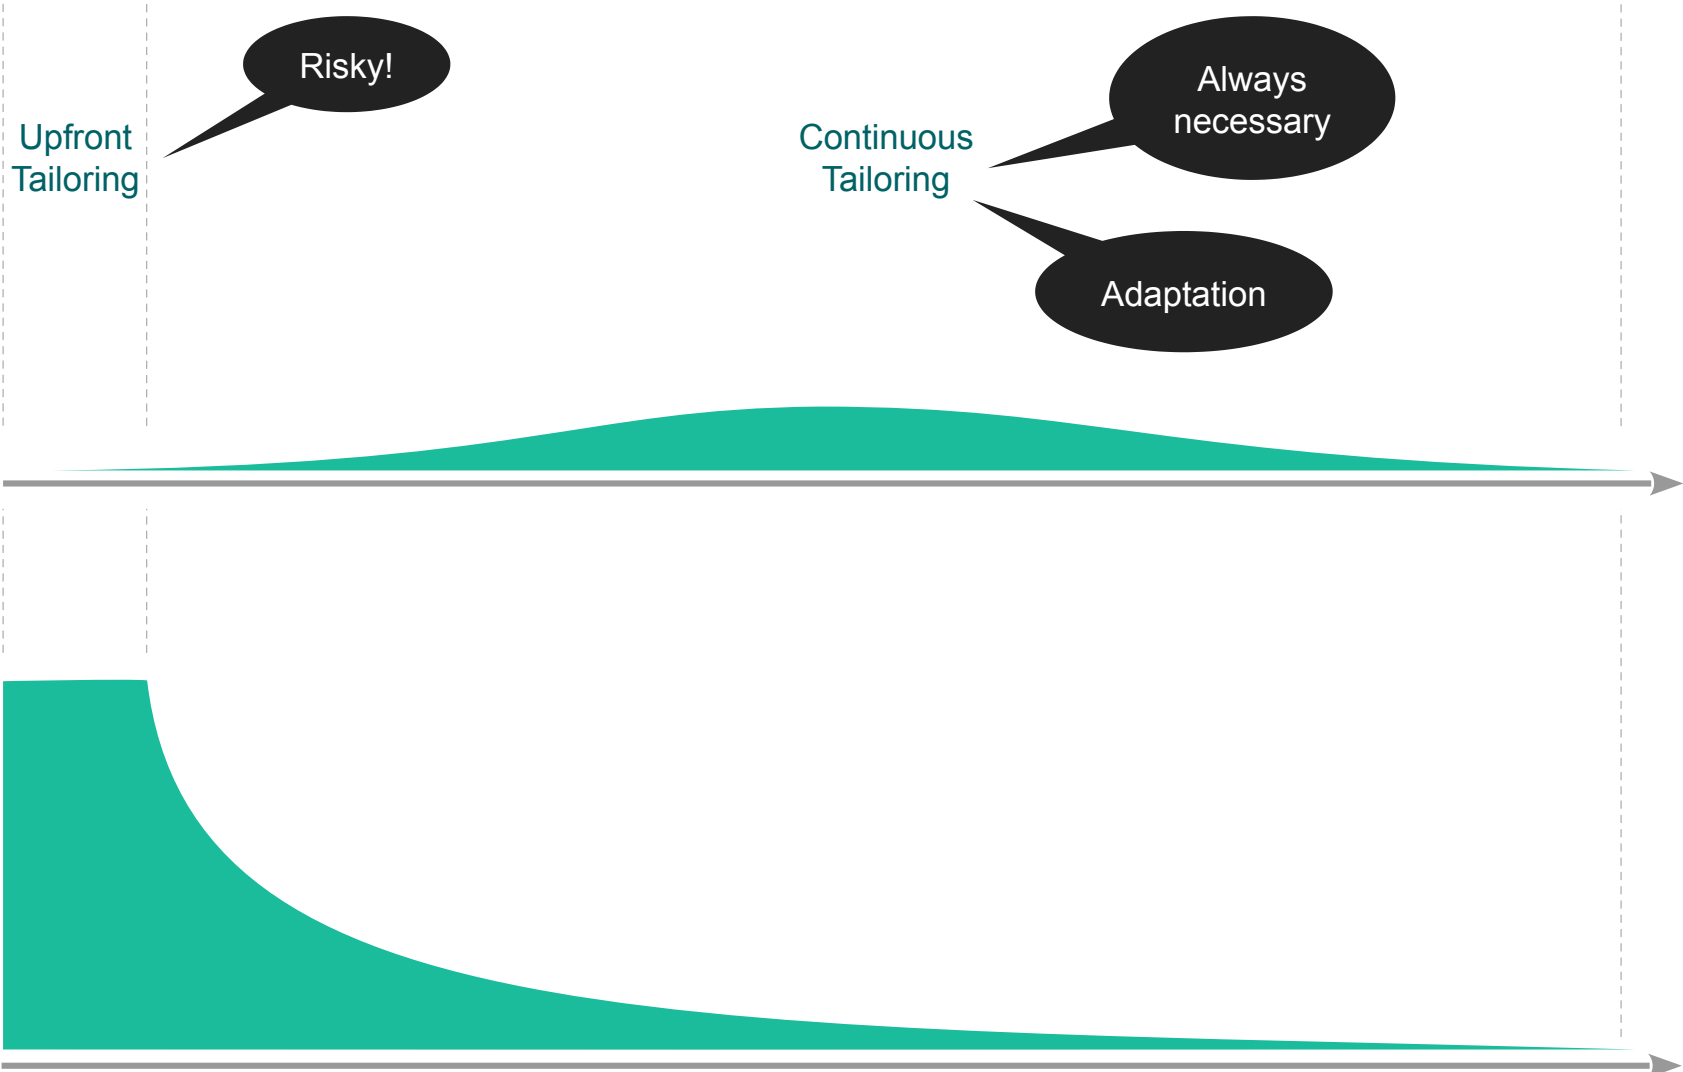 Risky!
Upfront
Tailoring
Continuous
Tailoring
Always
necessary
Adaptation